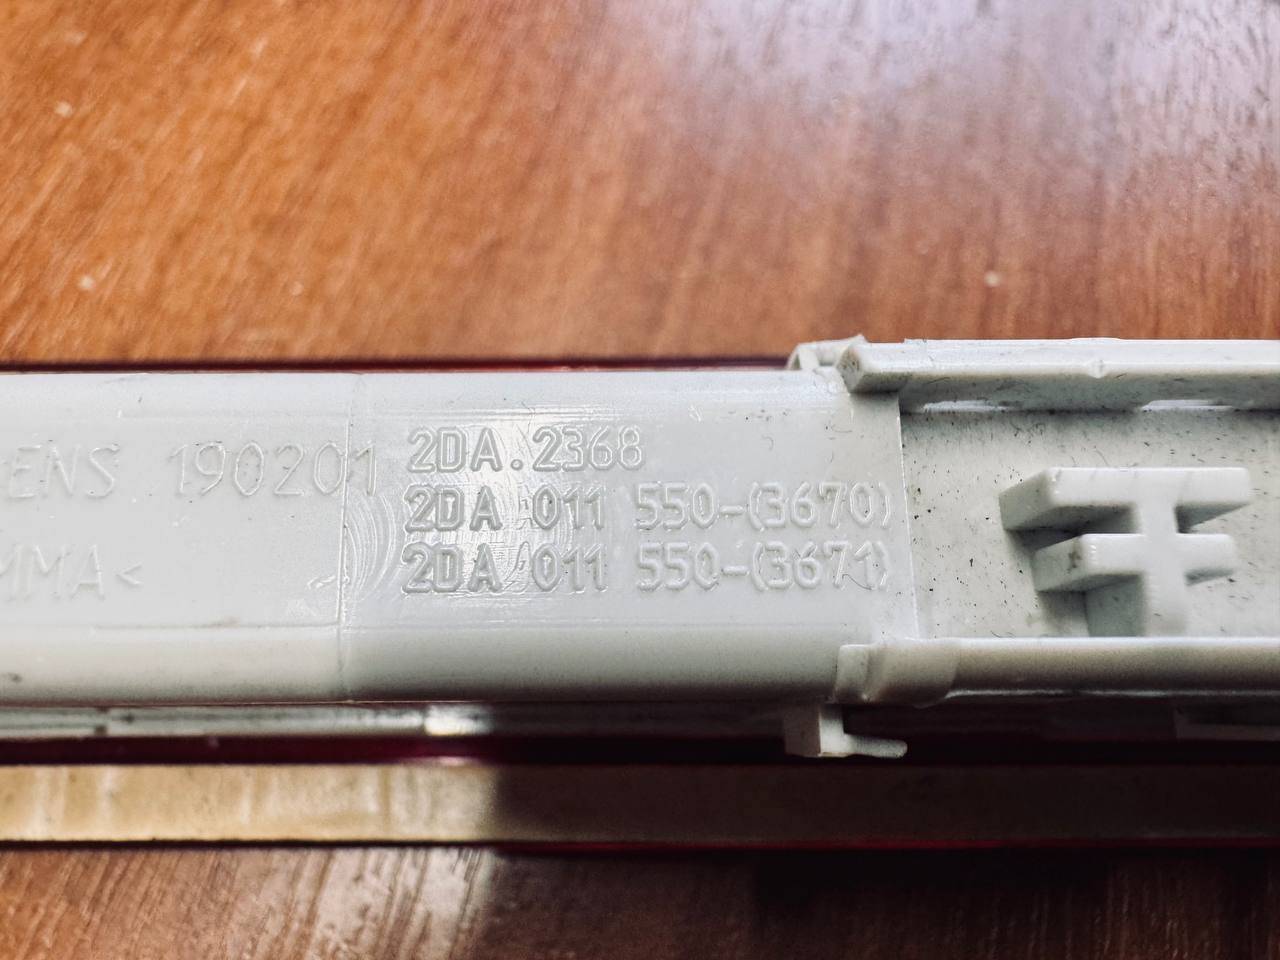 ENS 190201
MMA<
2DA.2368
2DA 011 550-(3670)
2DA 011 550-(3671)